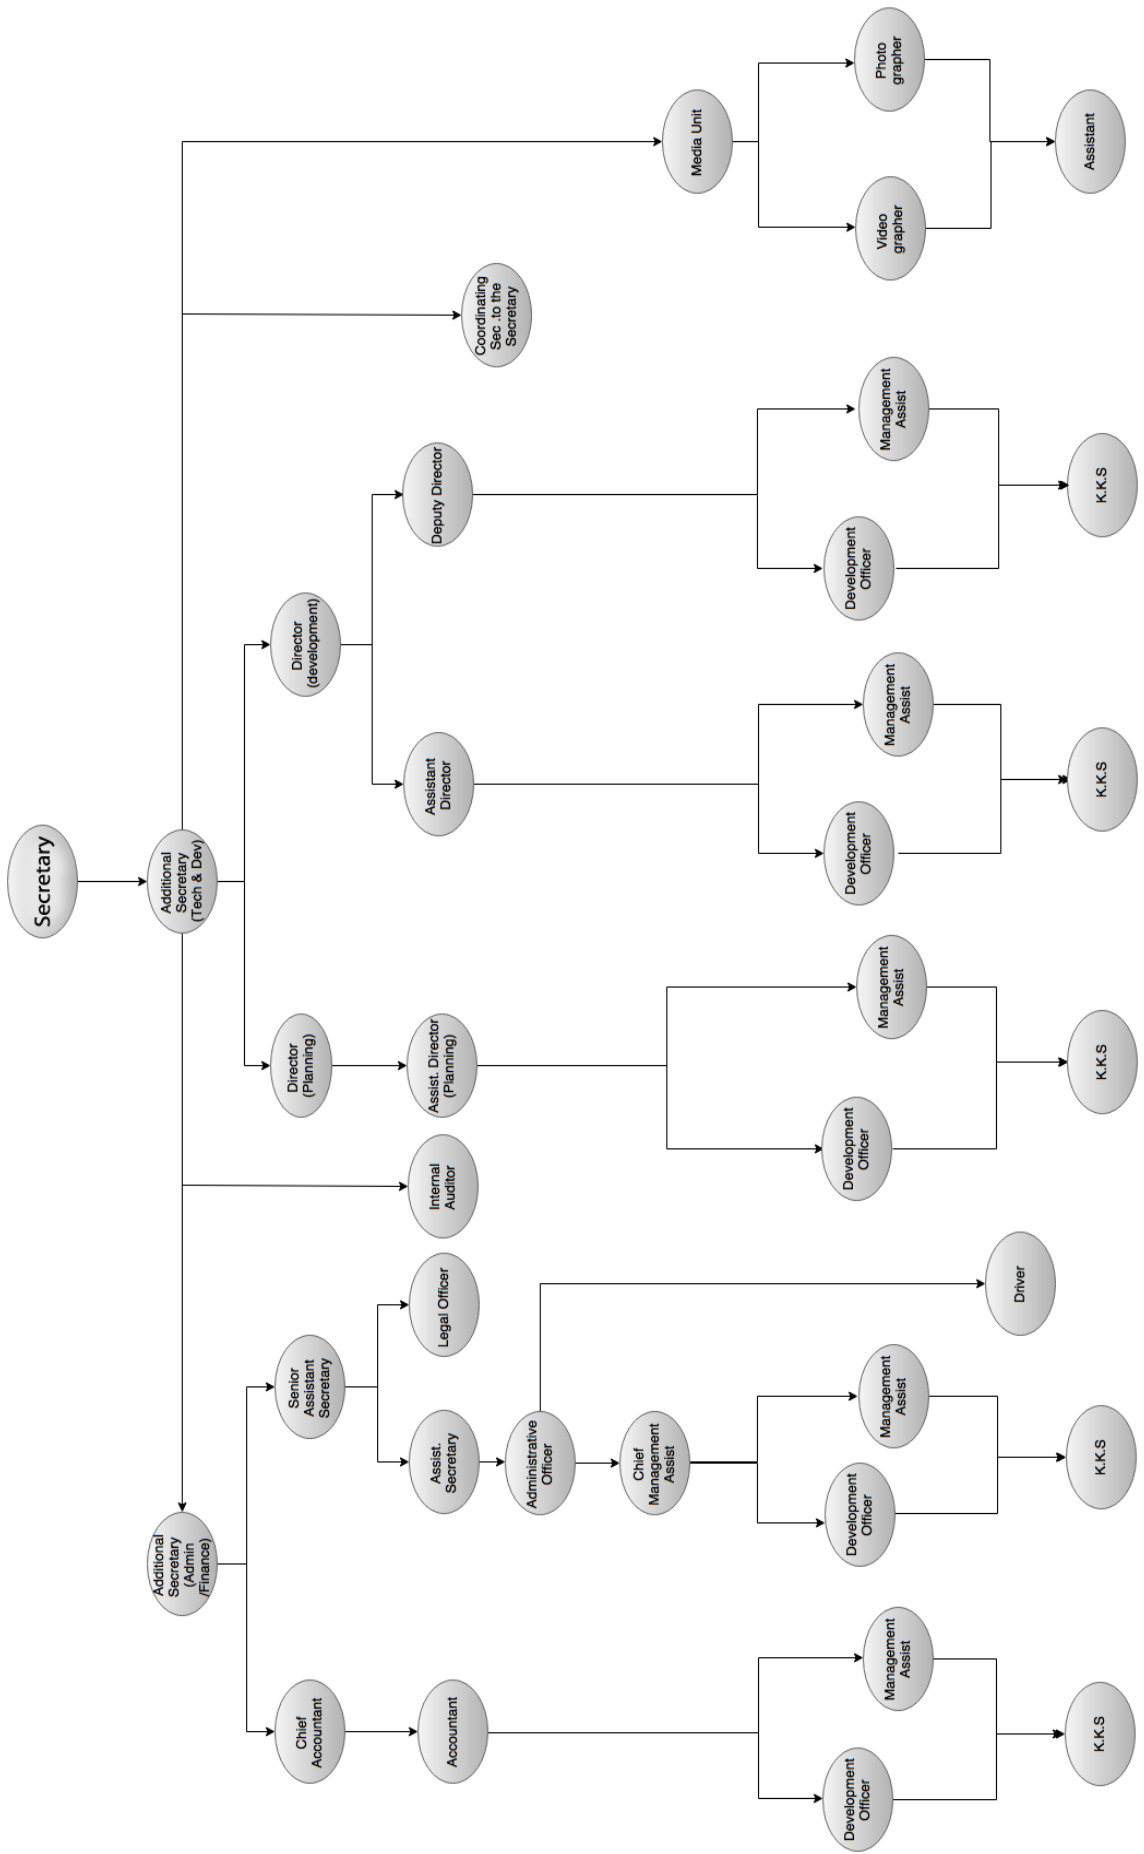 Secretary
Additional
Secretary
(Admin
/Finance)
Additional
Secretary
(Tech & Dev)
Chief
Accountant
Senior
Assistant
Secretary
Director
(Planning)
Director
(development)
Accountant
Assist.
Secretary
Legal Officer
Internal
Auditor
Assist. Director
(Planning)
Assistant
Director
Deputy Director
Coordinating
Sec .to the
Secretary
Administrative
Officer
Chief
Management
Assist
Media Unit
Development
Officer
Management
Assist
Development
Officer
Management
Assist
Driver
Development
Officer
Management
Assist
Development
Officer
Management
Assist
Development
Officer
Management
Assist
Video
grapher
Photo
grapher
K.K.S
K.K.S
K.K.S
K.K.S
K.K.S
Assistant